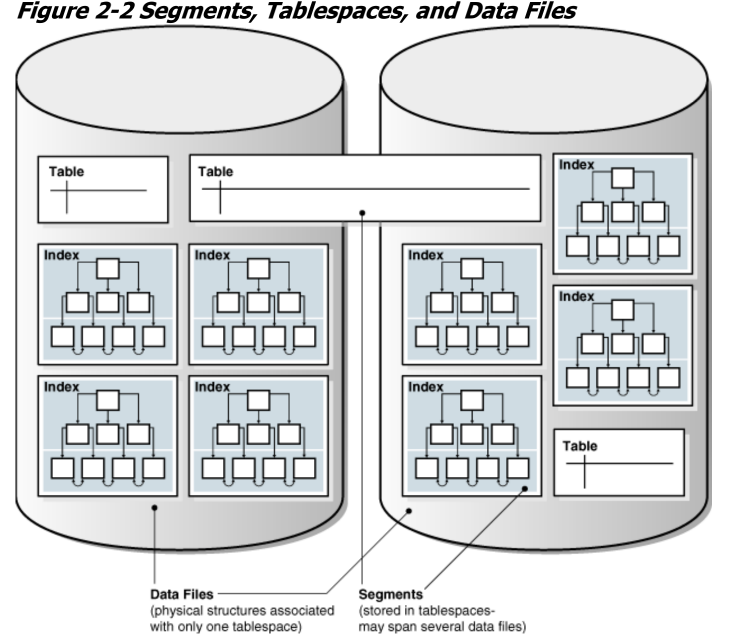 Figure 2-2 Segments, Tablespaces, and Data Files
Table
Table
Index
Index
Index
Index
Index
Index
Index
Index
Index
Table
Data Files
(physical structures associated
with only one tablespace)
Segments
(stored in tablespaces-
may span several data files)